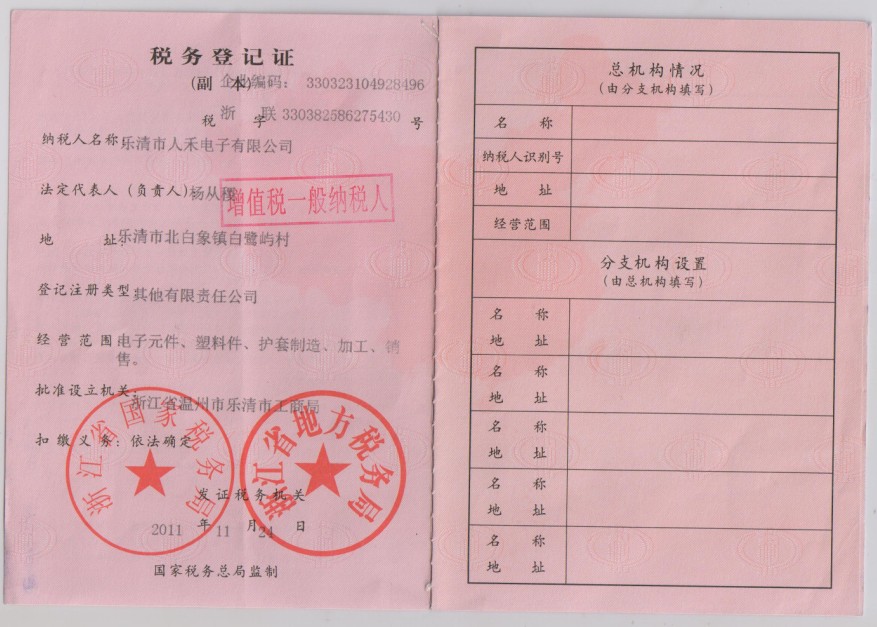 税务登记证
(副 本) 企业编码: 330323104928496
浙 联 330382586275430
税 字 号
纳税人名称 乐清市人禾电子有限公司
法定代表人(负责人) 杨从
增值税一般纳税人
地 址 乐清市北白象镇白鹭屿村
登记注册类型 其他有限责任公司
经营范围 电子元件、塑料件、护套制造、加工、销
售。
批准设立机关: 浙江省温州市乐清市工商局
扣缴义务: 依法确定
浙江省国家税务局
浙江省地方税务局
发证税务机关
2011 年 11 月 24 日
国家税务总局监制
总机构情况
(由分支机构填写)
名 称
纳税人识别号
地 址
经营范围
分支机构设置
(由总机构填写)
名 称
地 址
名 称
地 址
名 称
地 址
名 称
地 址
名 称
地 址